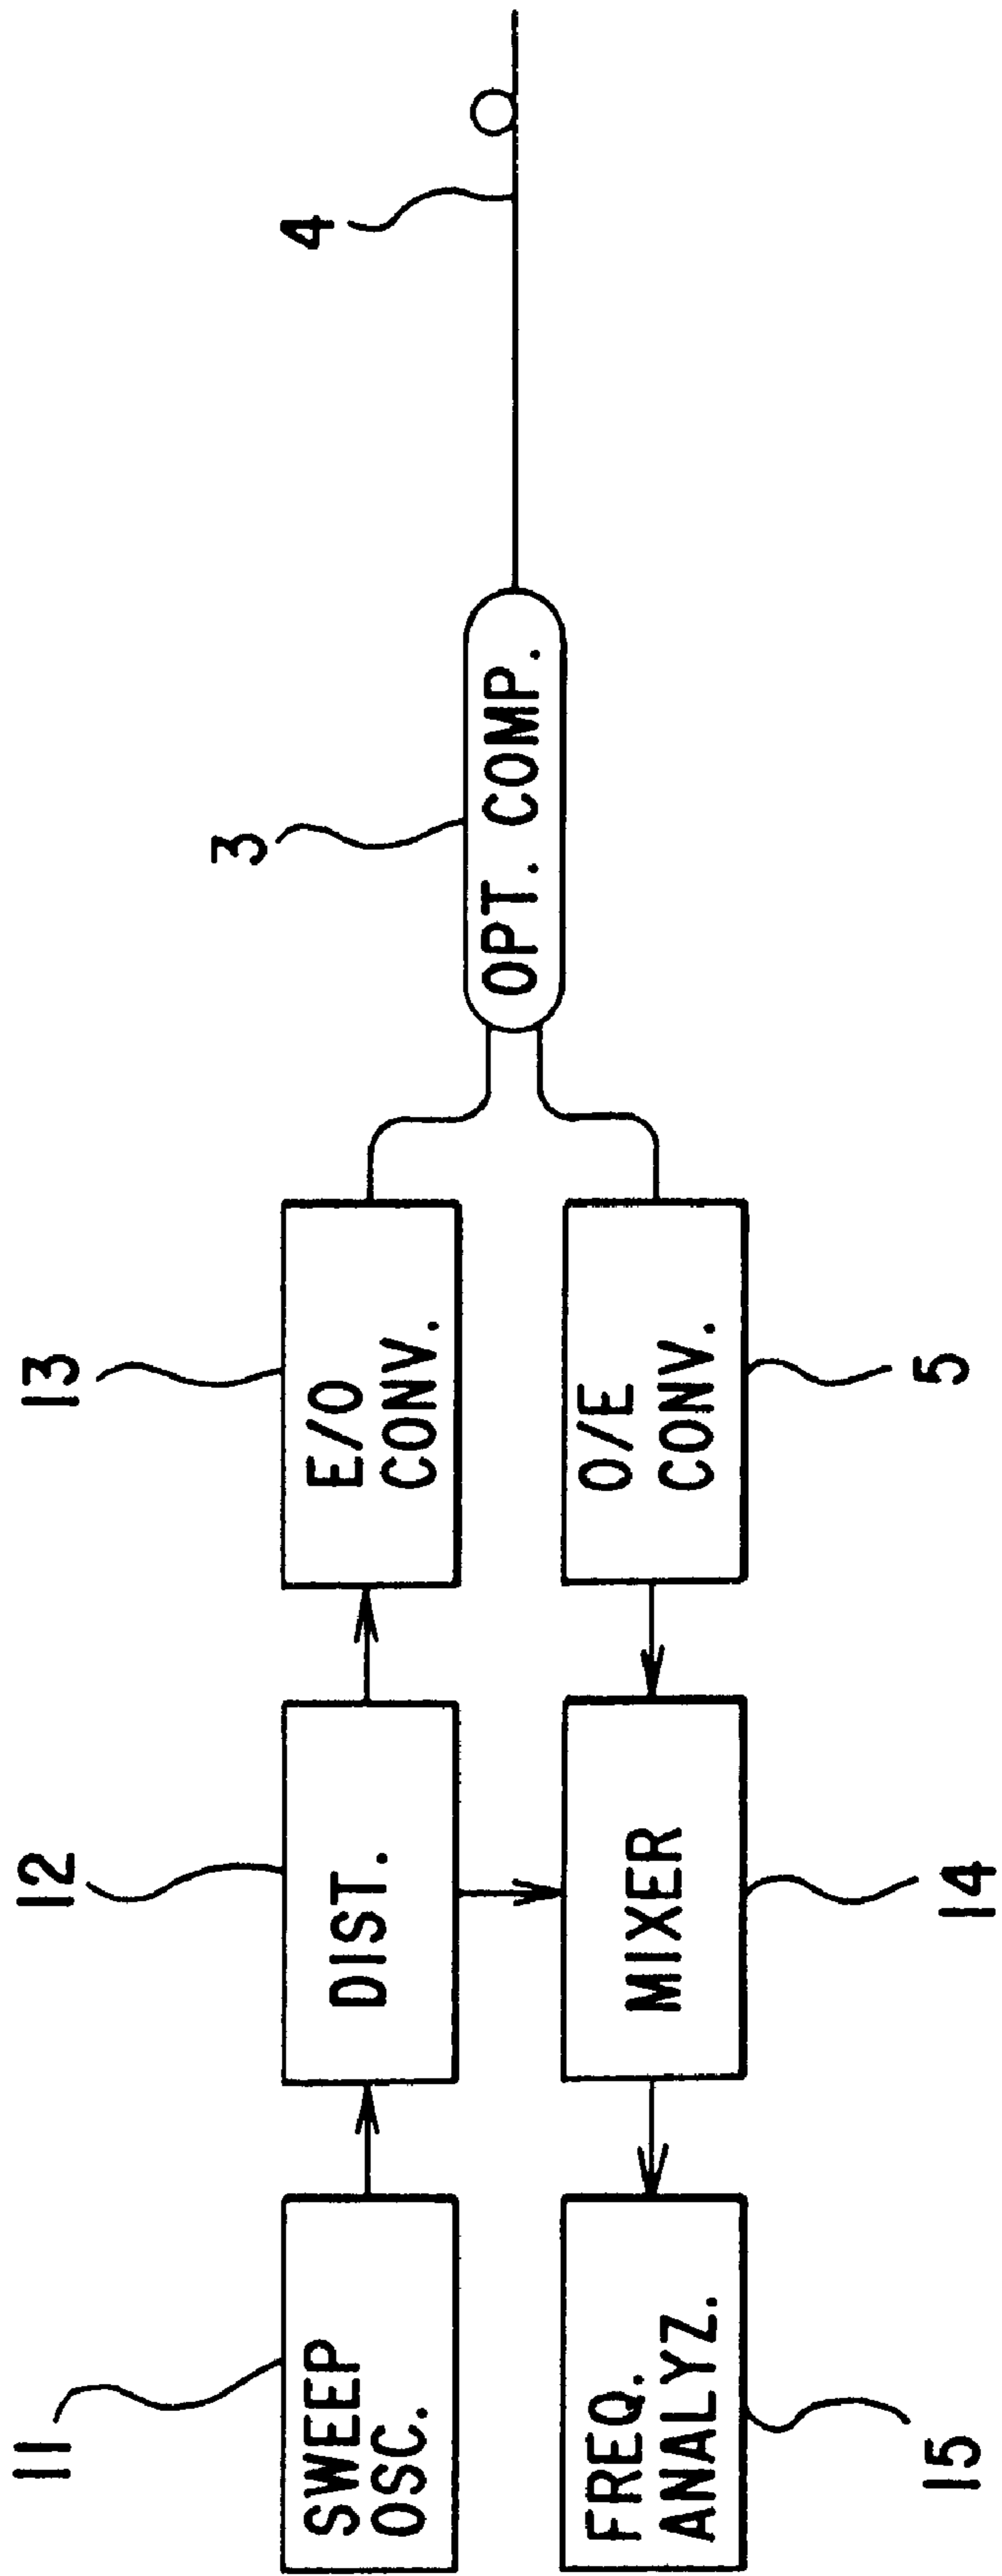 11
12
13
3
4
SWEEP
OSC.
DIST.
E/O
CONV.
OPT. COMP.
FREQ.
ANALYZ.
MIXER
O/E
CONV.
15
14
5